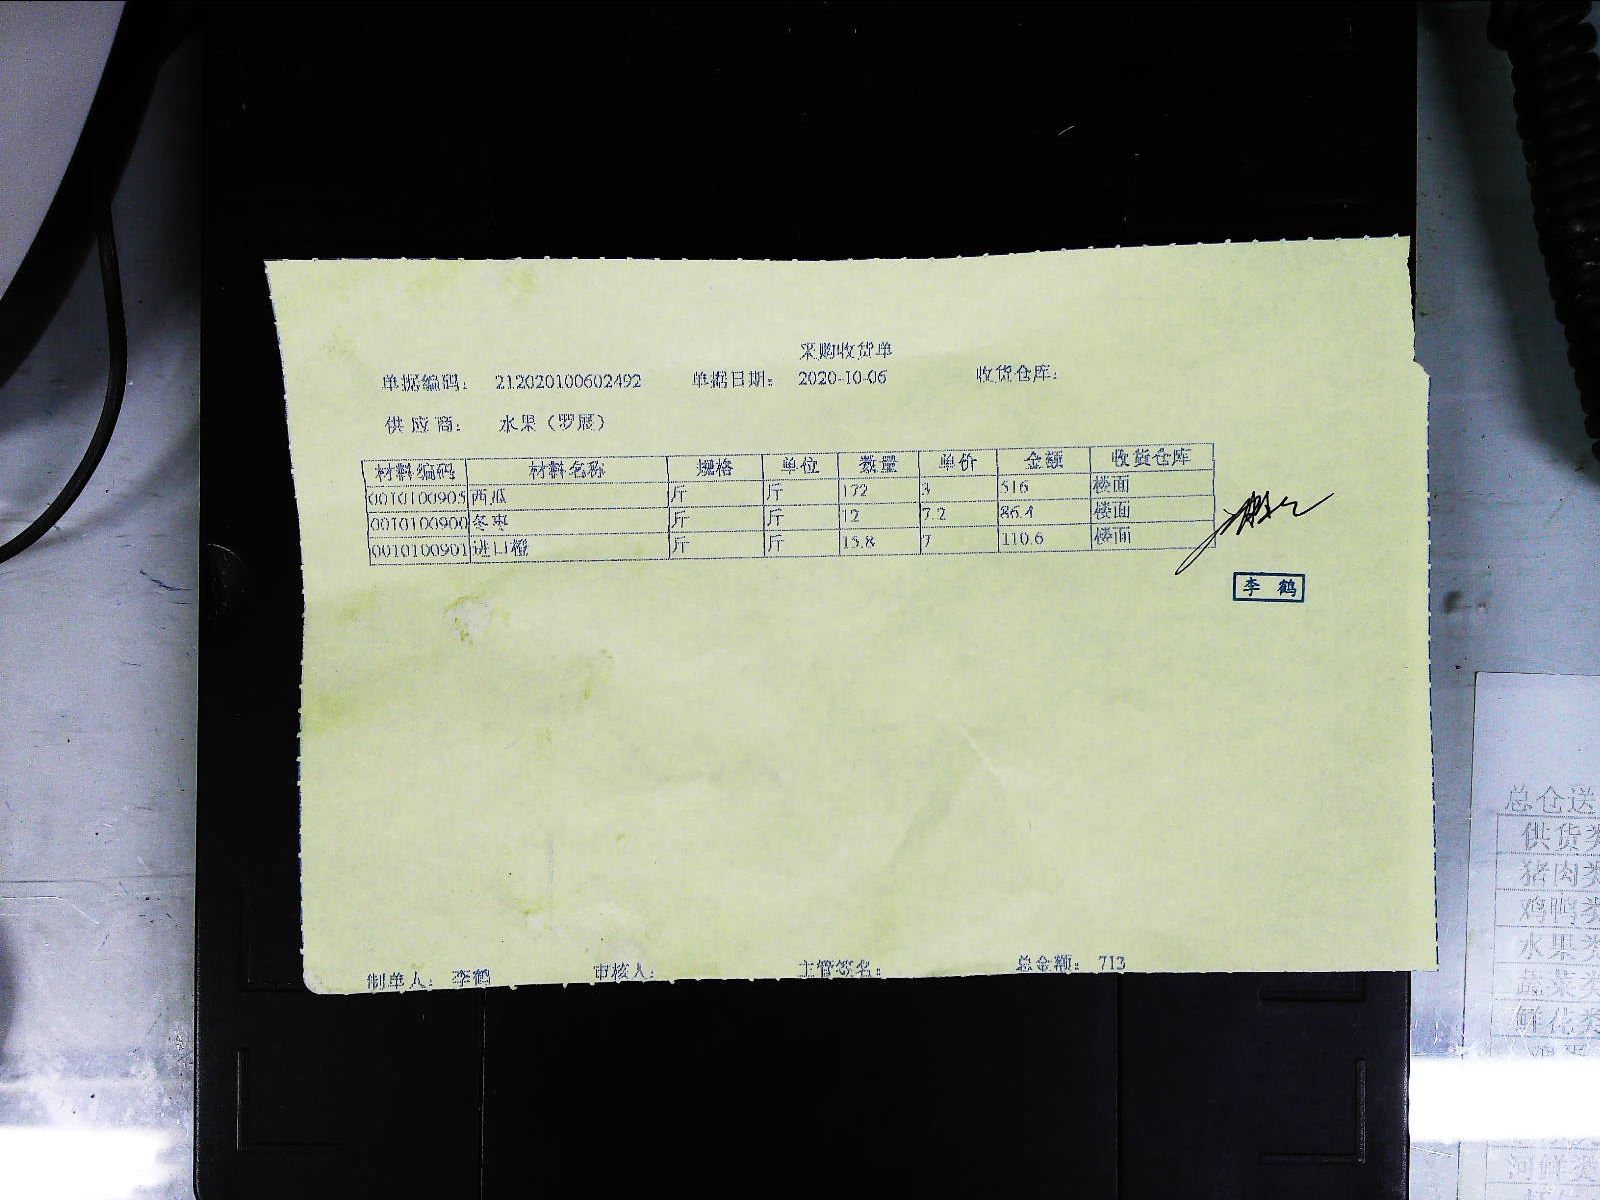 采购收货单
单据编码： 212020100602492 单据日期： 2020-10-06 收货仓库：
供 应 商： 水果（罗展）
材料编码 材料名称 规格 单位 数量 单价 金额 收货仓库
0010100905 西瓜 斤 斤 172 3 516 楼面
0010100900 冬枣 斤 斤 12 7.2 86.4 楼面
0010100901 进口橙 斤 斤 15.8 7 110.6 楼面
李 鹤
制单人： 李鹤 审核人： 主管签名： 总金额： 713
总仓送
供货类
猪肉类
鸡鸭类
水果类
蔬菜类
鲜花类
河鲜类